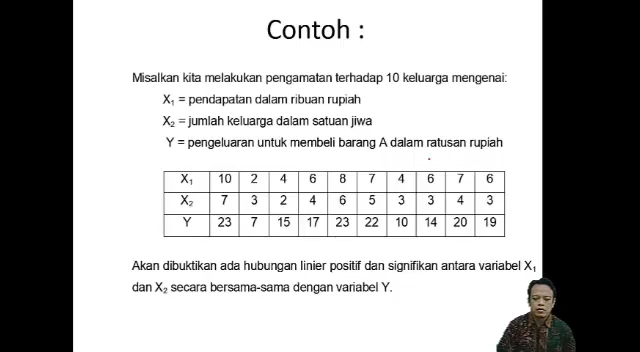 Contoh :
Misalkan kita melakukan pengamatan terhadap 10 keluarga mengenai:
X₁ = pendapatan dalam ribuan rupiah
X₂ = jumlah keluarga dalam satuan jiwa
Y = pengeluaran untuk membeli barang A dalam ratusan rupiah
X₁ 10 2 4 6 8 7 4 6 7 6
X₂ 7 3 2 4 6 5 3 3 4 3
Y 23 7 15 17 23 22 10 14 20 19
Akan dibuktikan ada hubungan linier positif dan signifikan antara variabel X₁
dan X₂ secara bersama-sama dengan variabel Y.